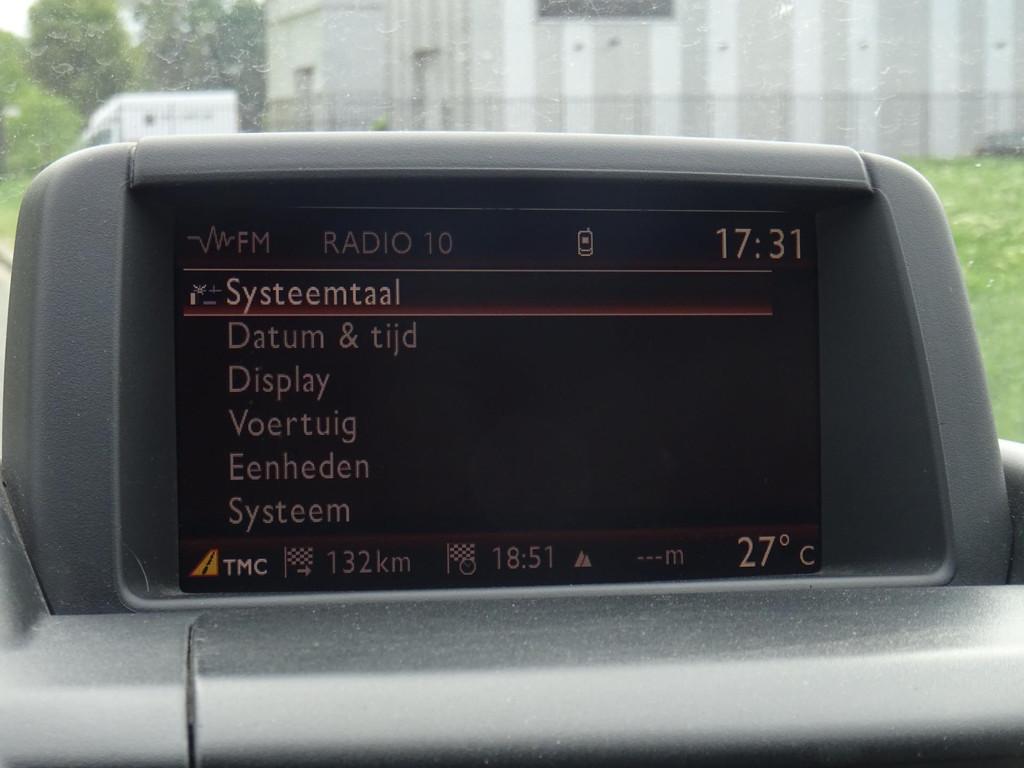 FM RADIO 10 17:31
Systeemtaal
Datum & tijd
Display
Voertuig
Eenheden
Systeem
TMC 132km 18:51 ---m 27° C